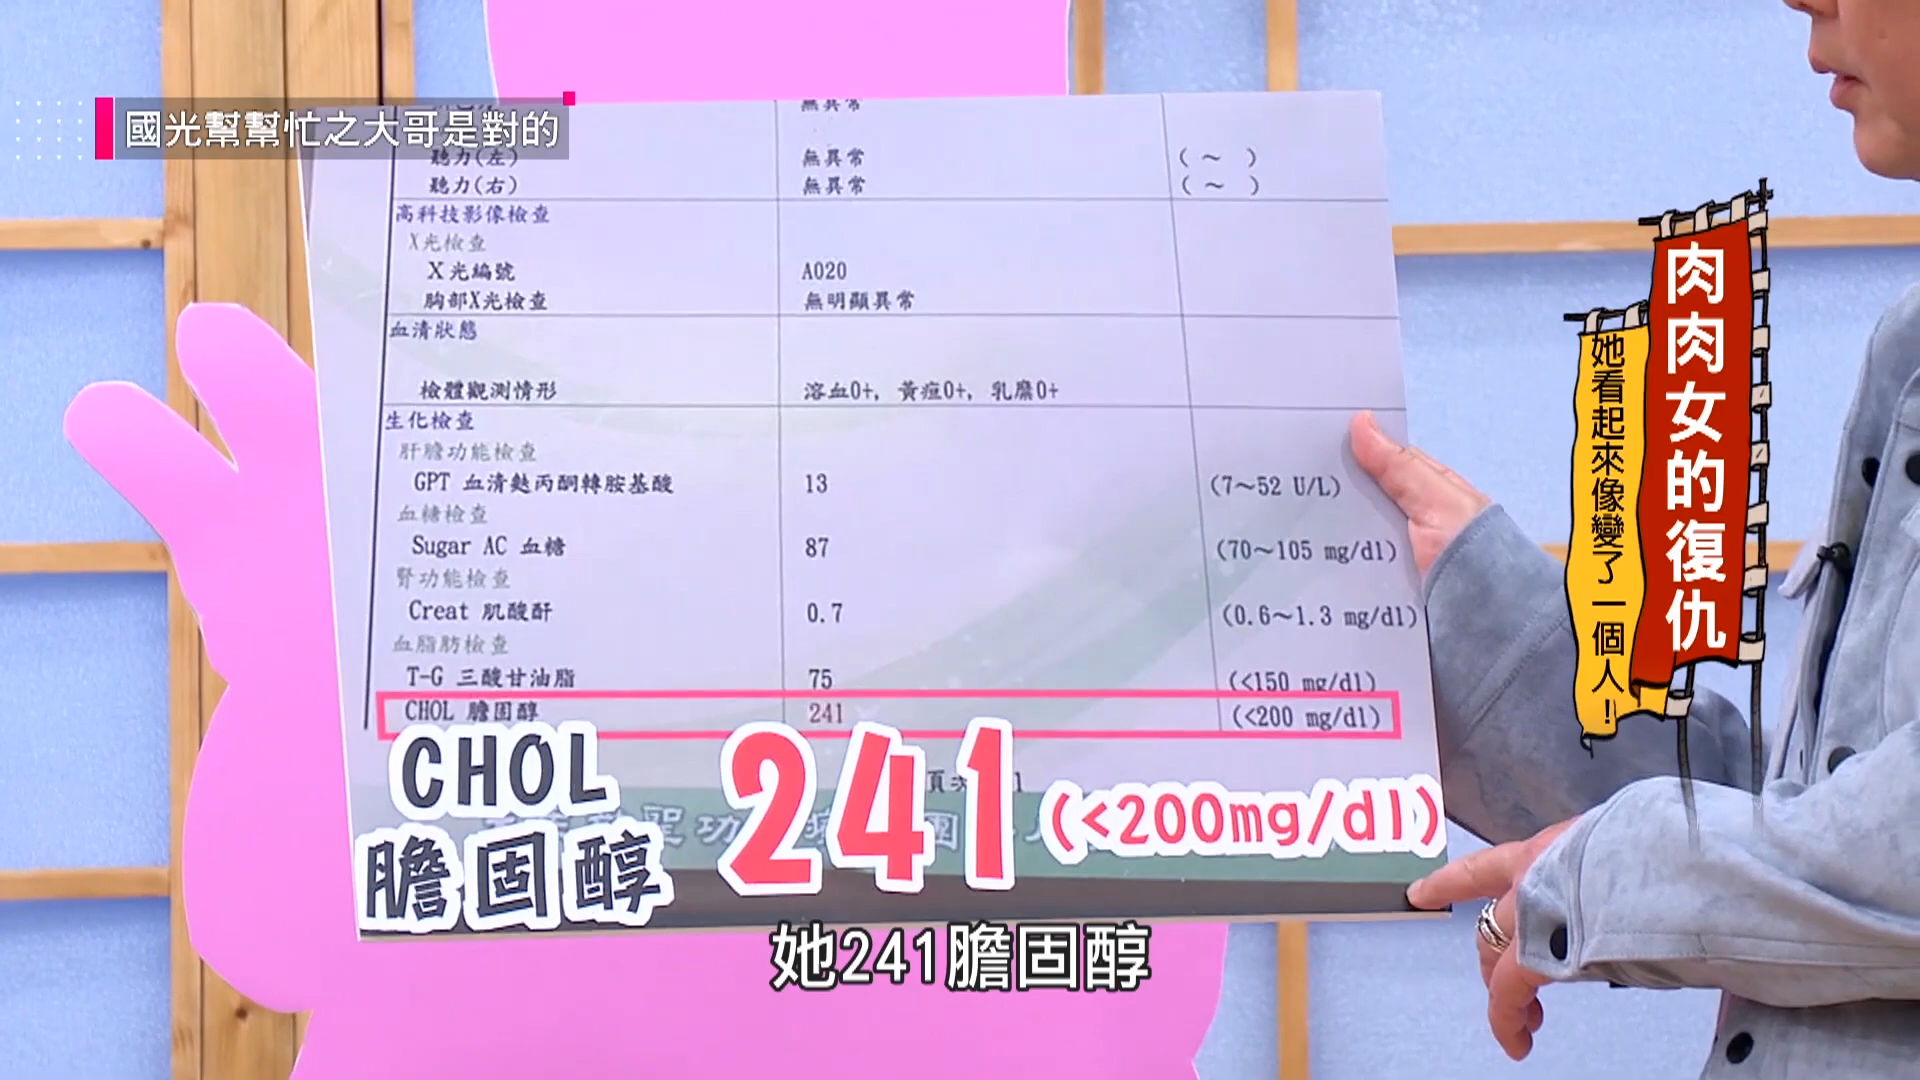 國光幫幫忙之大哥是對的
無異常
聽力(左) 無異常 ( ~ )
聽力(右) 無異常 ( ~ )
高科技影像檢查
X光檢查
X光編號 A020
胸部X光檢查 無明顯異常
血清狀態
檢體觀測情形 溶血0+, 黃疸0+, 乳糜0+
生化檢查
肝膽功能檢查
GPT 血清麩丙酮轉胺基酸 13 (7~52 U/L)
血糖檢查
Sugar AC 血糖 87 (70~105 mg/dl)
腎功能檢查
Creat 肌酸酐 0.7 (0.6~1.3 mg/dl)
血脂肪檢查
T-G 三酸甘油脂 75 (<150 mg/dl)
CHOL 膽固醇 241 (<200 mg/dl)
CHOL
膽固醇
241 (<200mg/dl)
肉肉女的復仇
她看起來像變了一個人!
她241膽固醇